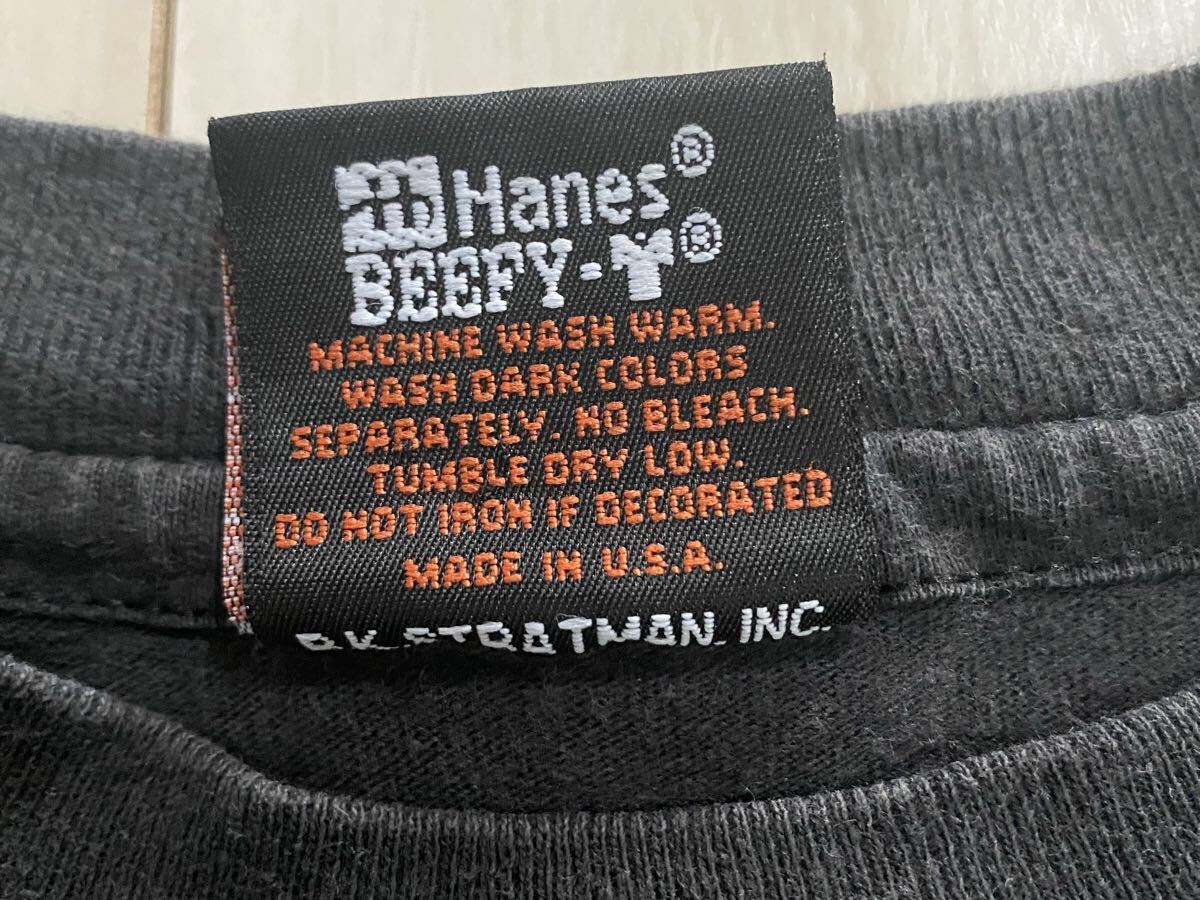 Hanes®
BEEFY-T®
MACHINE WASH WARM.
WASH DARK COLORS
SEPARATELY. NO BLEACH.
TUMBLE DRY LOW.
DO NOT IRON IF DECORATED
MADE IN U.S.A.
R.K. STRATMAN, INC.